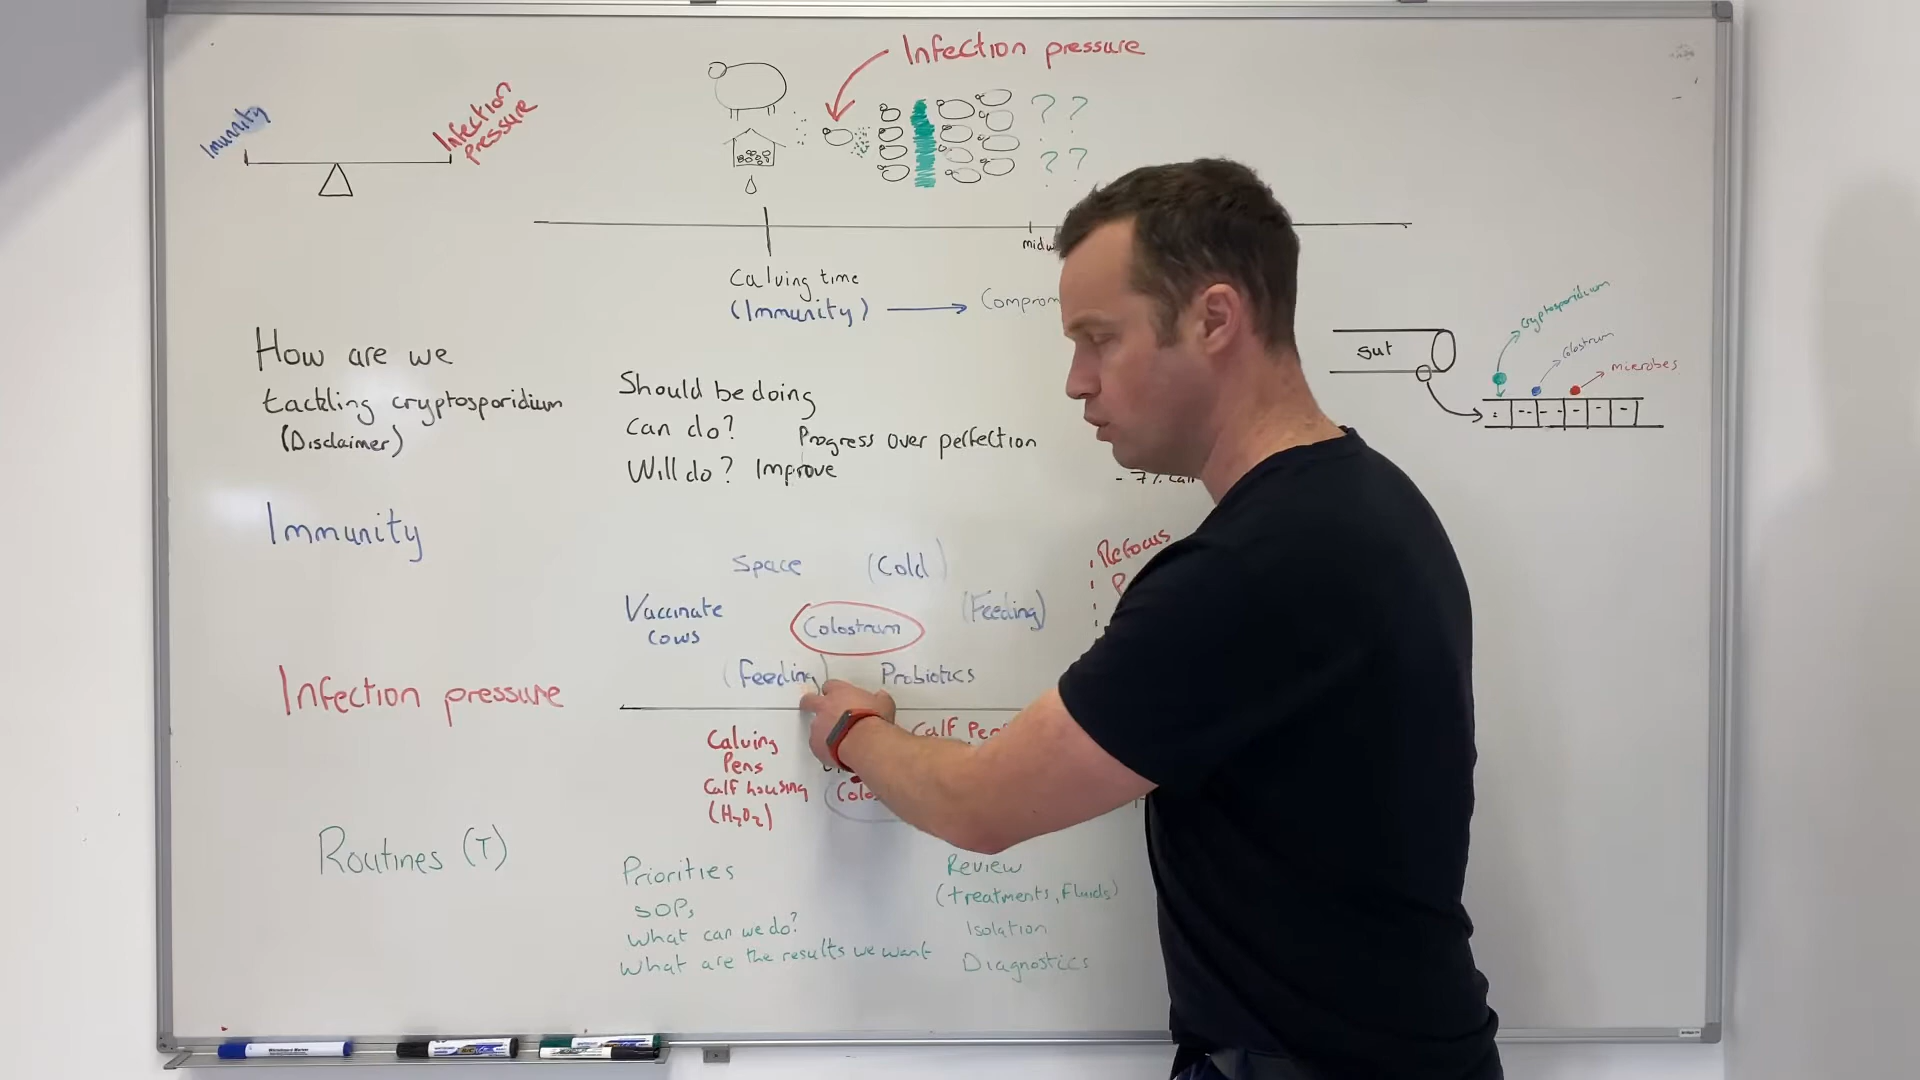 Infection pressure
Immunity
Infection
pressure
? ?
? ?
Calving time
(Immunity)
How are we
tackling cryptosporidium
(Disclaimer)
Should be doing
Can do?
Progress over perfection
Will do? Improve
gut
Cryptosporidium
Colostrum
microbes
Immunity
Space
(Cold)
Vaccinate
cows
Colostrum
(Feeding)
(Feeding)
Probiotics
Refocus
Infection pressure
Calving
Pens
Calf housing
(H2O2)
Calf
Routines (T)
Priorities
SOPs
What can we do?
What are the results we want
Review
(treatments, Fluids)
Isolation
Diagnostics